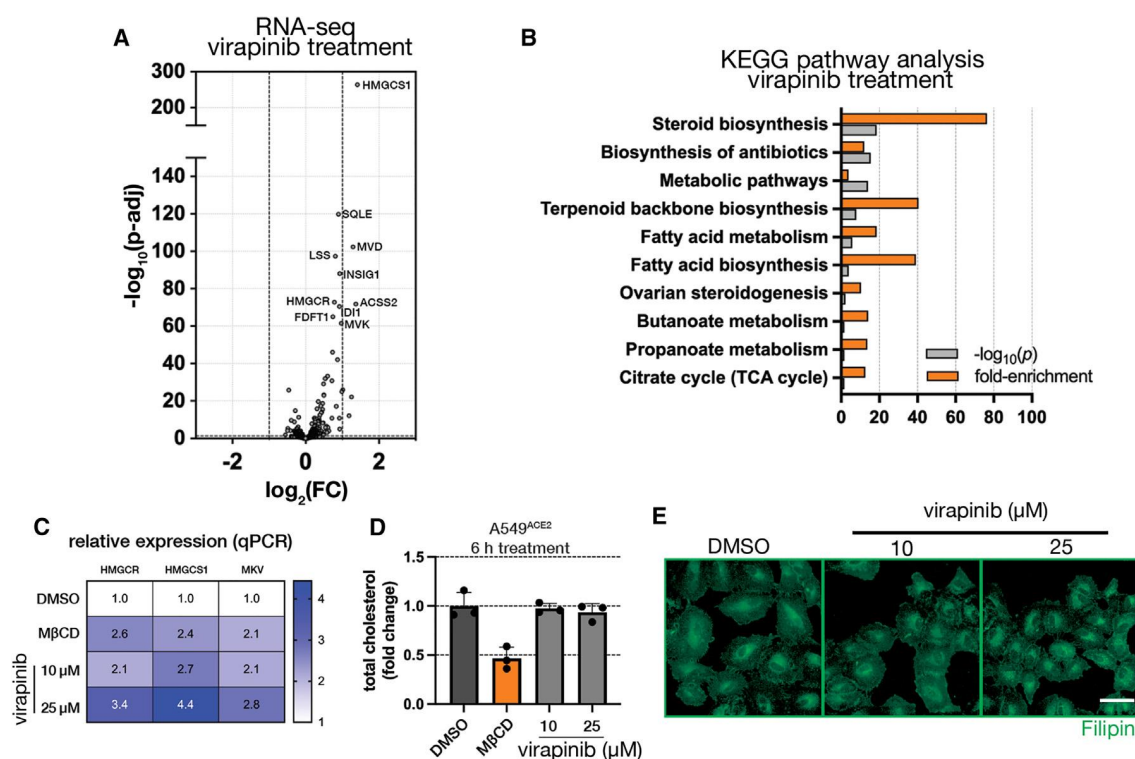 A
RNA-seq
virapinib treatment
-log10(p-adj)
300
200
140
120
100
80
60
40
20
0
HMGCS1
SQLE
MVD
LSS
INSIG1
HMGCR
ACSS2
IDI1
FDFT1
MVK
-2
0
2
log2(FC)
B
KEGG pathway analysis
virapinib treatment
Steroid biosynthesis
Biosynthesis of antibiotics
Metabolic pathways
Terpenoid backbone biosynthesis
Fatty acid metabolism
Fatty acid biosynthesis
Ovarian steroidogenesis
Butanoate metabolism
Propanoate metabolism
Citrate cycle (TCA cycle)
-log10(p)
fold-enrichment
0 20 40 60 80 100
C
relative expression (qPCR)
HMGCR HMGCS1 MKV
DMSO 1.0 1.0 1.0
MβCD 2.6 2.4 2.1
virapinib
10 µM 2.1 2.7 2.1
25 µM 3.4 4.4 2.8
4
3
2
1
D
A549ACE2
6 h treatment
total cholesterol
(fold change)
1.5
1.0
0.5
0.0
DMSO
MβCD
10
25
virapinib (µM)
E
virapinib (µM)
DMSO
10
25
Filipin